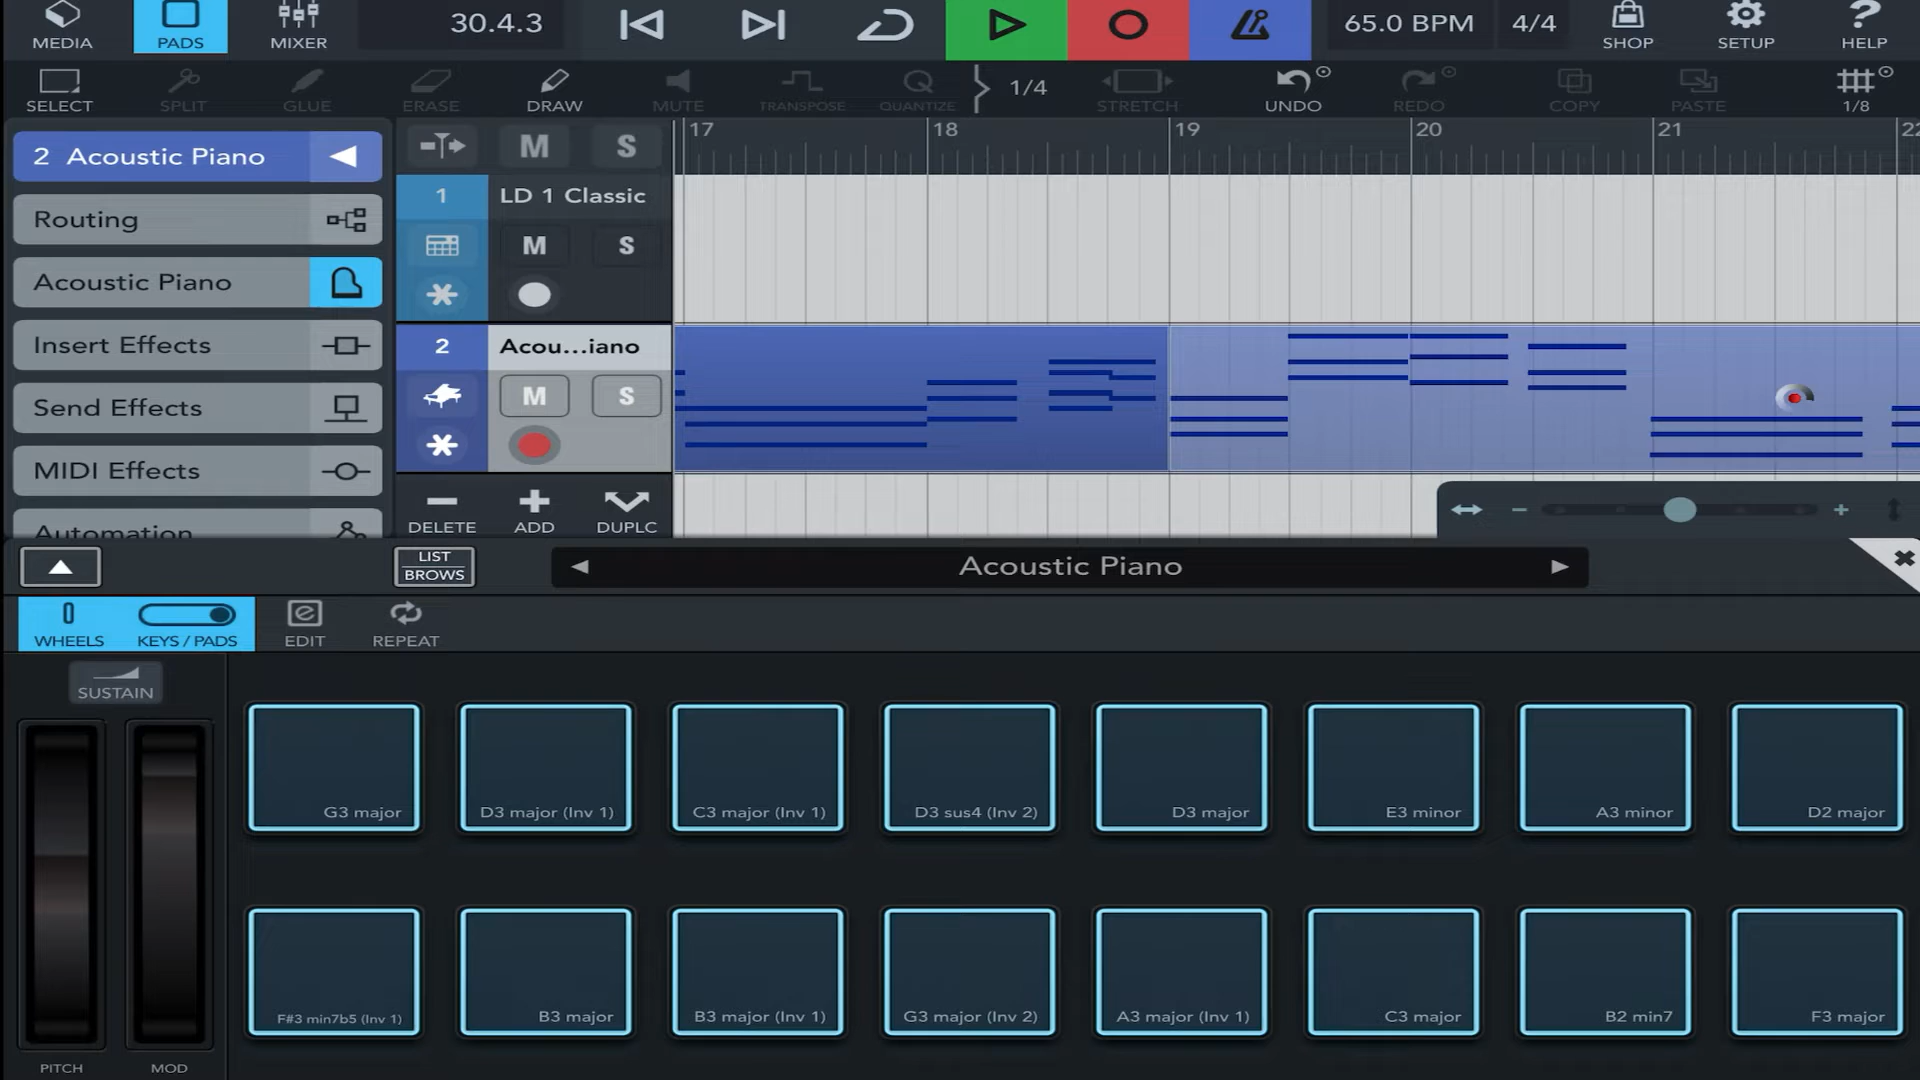 MEDIA
PADS
MIXER
30.4.3
65.0 BPM
4/4
SHOP
SETUP
HELP
SELECT
SPLIT
GLUE
ERASE
DRAW
MUTE
TRANSPOSE
QUANTIZE
1/4
STRETCH
UNDO
REDO
COPY
PASTE
1/8
2 Acoustic Piano
M S
17 18 19 20 21 22
1 LD 1 Classic
Routing
M S
Acoustic Piano
Insert Effects
2 Acou...iano
M S
Send Effects
MIDI Effects
Automation
DELETE
ADD
DUPLC
LIST
BROWS
Acoustic Piano
WHEELS
KEYS / PADS
EDIT
REPEAT
SUSTAIN
G3 major
D3 major (Inv 1)
C3 major (Inv 1)
D3 sus4 (Inv 2)
D3 major
E3 minor
A3 minor
D2 major
F#3 min7b5 (Inv 1)
B3 major
B3 major (Inv 1)
G3 major (Inv 2)
A3 major (Inv 1)
C3 major
B2 min7
F3 major
PITCH
MOD